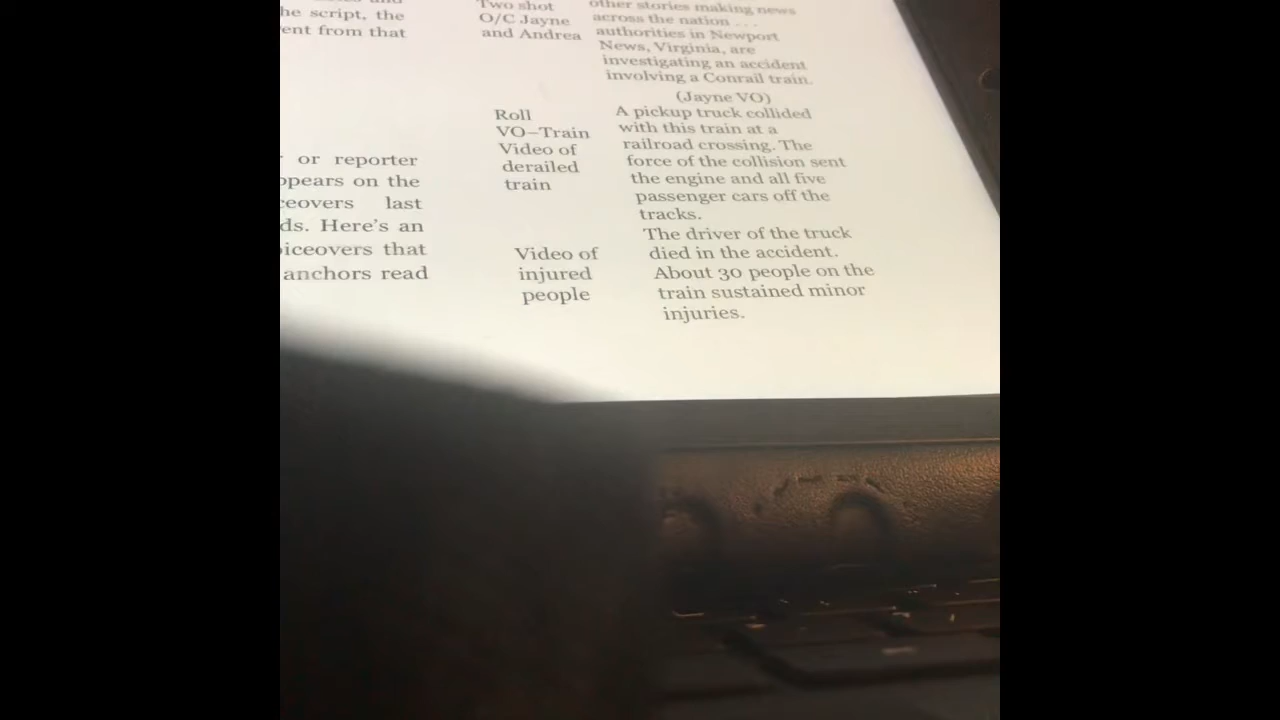 he script, the
ent from that
or reporter
ppears on the
ceovers last
ds. Here's an
iceovers that
anchors read
Two shot
O/C Jayne
and Andrea
Roll
VO–Train
Video of
derailed
train
Video of
injured
people
other stories making news
across the nation . . .
authorities in Newport
News, Virginia, are
investigating an accident
involving a Conrail train.
(Jayne VO)
A pickup truck collided
with this train at a
railroad crossing. The
force of the collision sent
the engine and all five
passenger cars off the
tracks.
The driver of the truck
died in the accident.
About 30 people on the
train sustained minor
injuries.